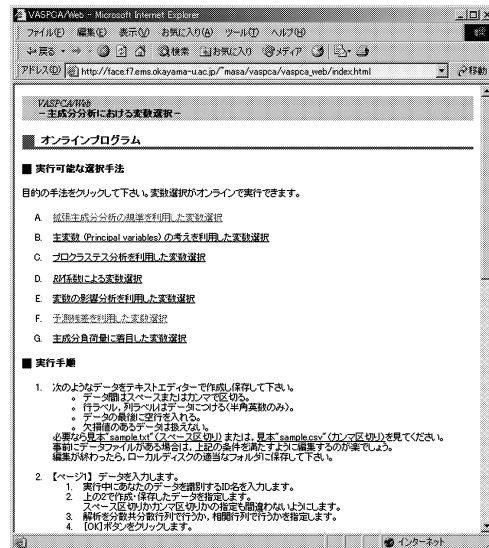 VASPCA/Web - Microsoft Internet Explorer
ファイル(F) 編集(E) 表示(V) お気に入り(A) ツール(T) ヘルプ(H)
戻る 検索 お気に入り メディア
アドレス(D) http://face.f7.ems.okayama-u.ac.jp/~masa/vaspca/vaspca_web/index.html 移動
VASPCA/Web
－主成分分析における変数選択－
オンラインプログラム
■ 実行可能な選択手法
目的の手法をクリックして下さい。変数選択がオンラインで実行できます。
A. 拡張主成分分析の規準を利用した変数選択
B. 主変数 (Principal variables) の考えを利用した変数選択
C. プロクラステス分析を利用した変数選択
D. RV係数による変数選択
E. 変数の影響分析を利用した変数選択
F. 予測残差を利用した変数選択
G. 主成分負荷量に着目した変数選択
■ 実行手順
1. 次のようなデータをテキストエディターで作成し保存して下さい。
。 データ間はスペースまたはカンマで区切る。
。 行ラベル，列ラベルはデータにつける(半角英数のみ)。
。 データの最後に空行を入れる。
。 欠損値のあるデータは扱えない。
必要なら見本"sample.txt"(スペース区切り) または，見本"sample.csv"(カンマ区切り)を見てください。
事前にデータファイルがある場合は，上記の条件を満たすように編集するのが楽でしょう。
編集が終わったら，ローカルディスクの適当なフォルダに保存して下さい。
2. 【ページ1】 データを入力します。
1. 実行中にあなたのデータを識別するID名を入力します。
2. 上の2で作成・保存したデータを指定します。
スペース区切りかカンマ区切りかの指定も間違わないようにします。
3. 解析を分散共分散行列で行うか，相関行列で行うかを指定します。
4. [OK]ボタンをクリックします。
インターネット